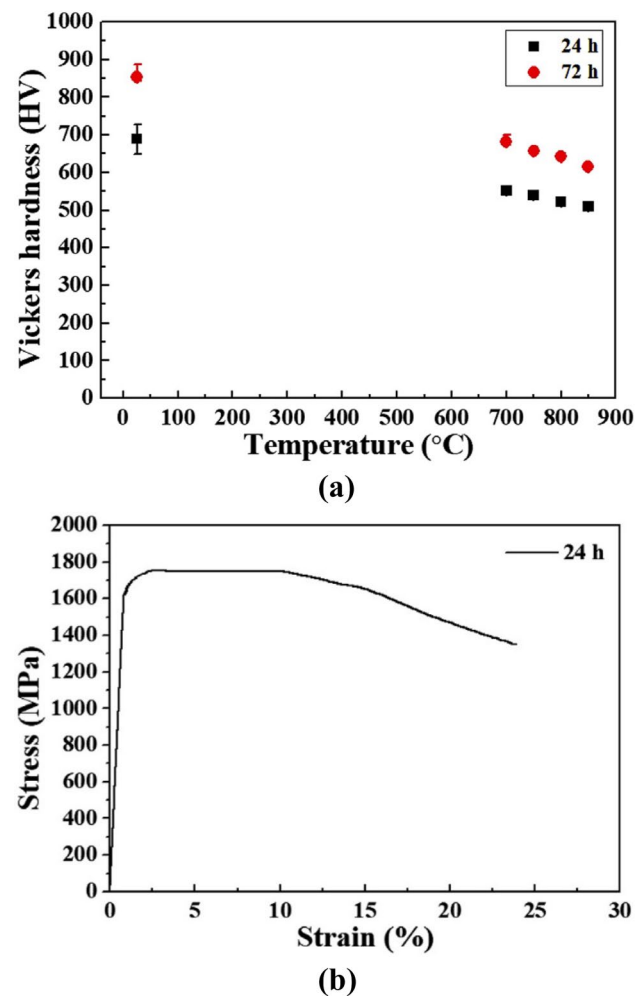 1000
900
800
700
600
500
400
300
200
100
0
Vickers hardness (HV)
24 h
72 h
0 100 200 300 400 500 600 700 800 900
Temperature (°C)
(a)
2000
1800
1600
1400
1200
1000
800
600
400
200
0
Stress (MPa)
24 h
0 5 10 15 20 25 30
Strain (%)
(b)